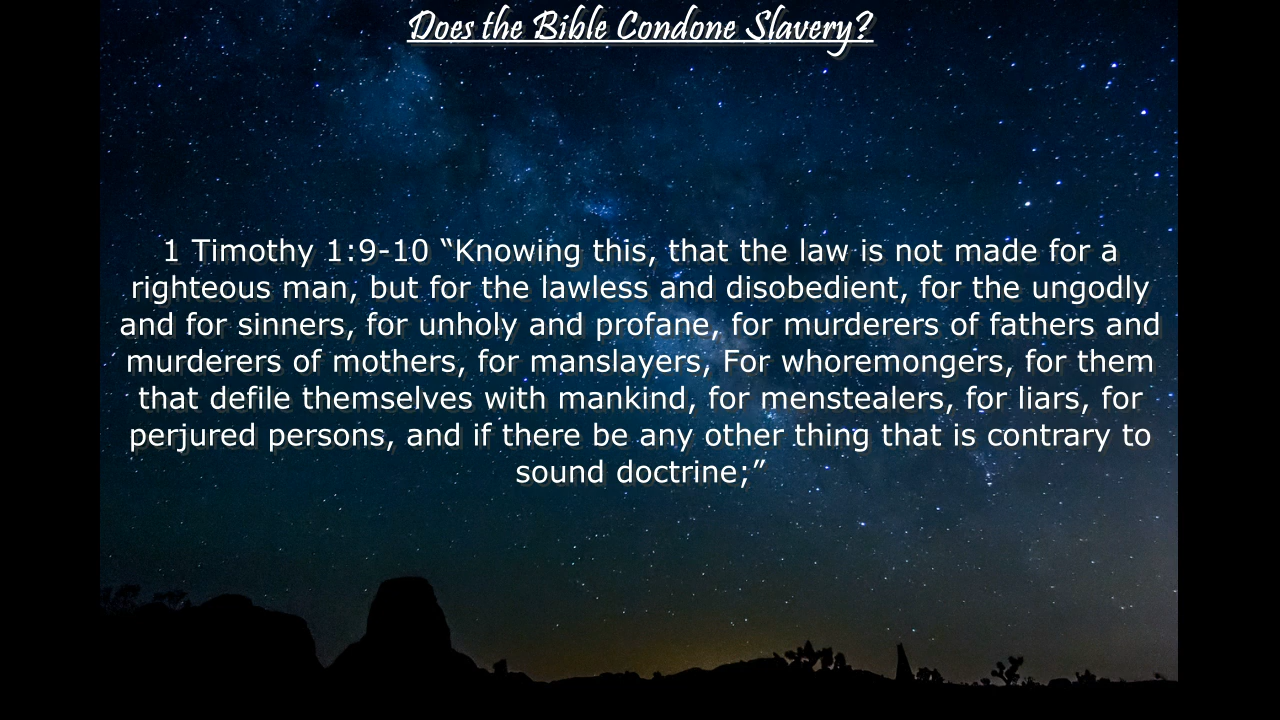 Does the Bible Condone Slavery?
1 Timothy 1:9-10 “Knowing this, that the law is not made for a
righteous man, but for the lawless and disobedient, for the ungodly
and for sinners, for unholy and profane, for murderers of fathers and
murderers of mothers, for manslayers, For whoremongers, for them
that defile themselves with mankind, for menstealers, for liars, for
perjured persons, and if there be any other thing that is contrary to
sound doctrine;”